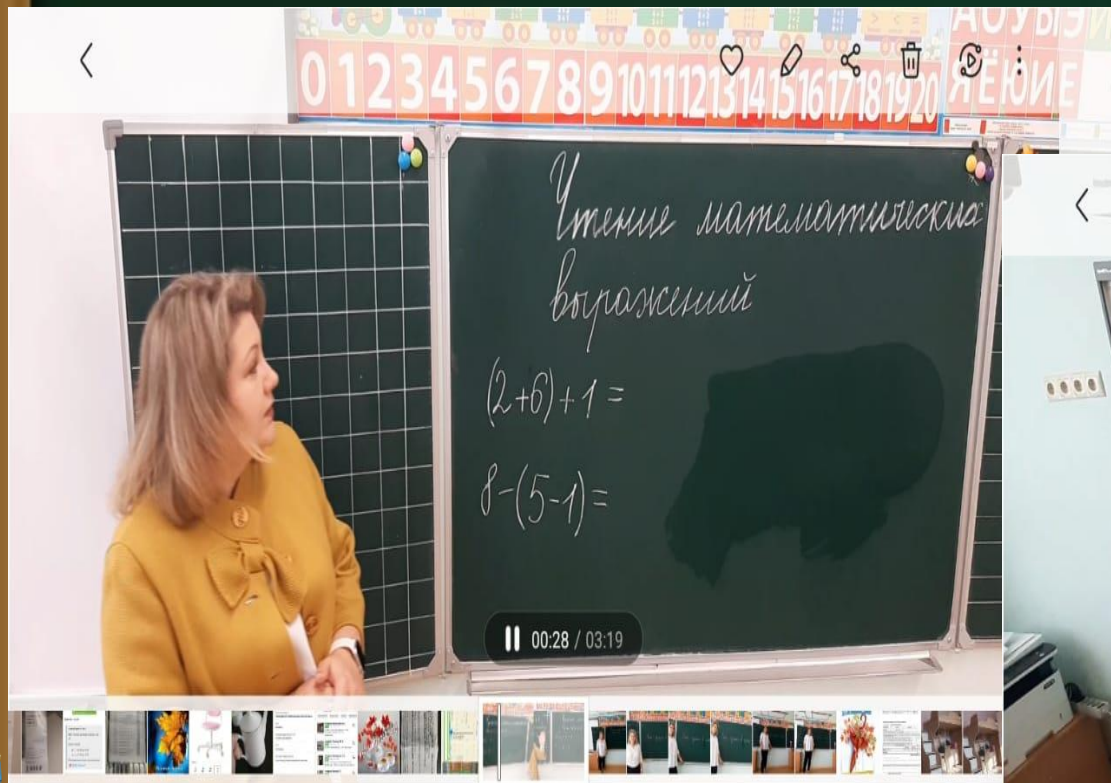 0 1 2 3 4 5 6 7 8 9 10 11 12 13 14 15 16 17 18 19 20
А О У Ы Э И
Я Ё Ю И Е
Чтение математических
выражений
(2+6)+1=
8-(5-1)=
00:28 / 03:19